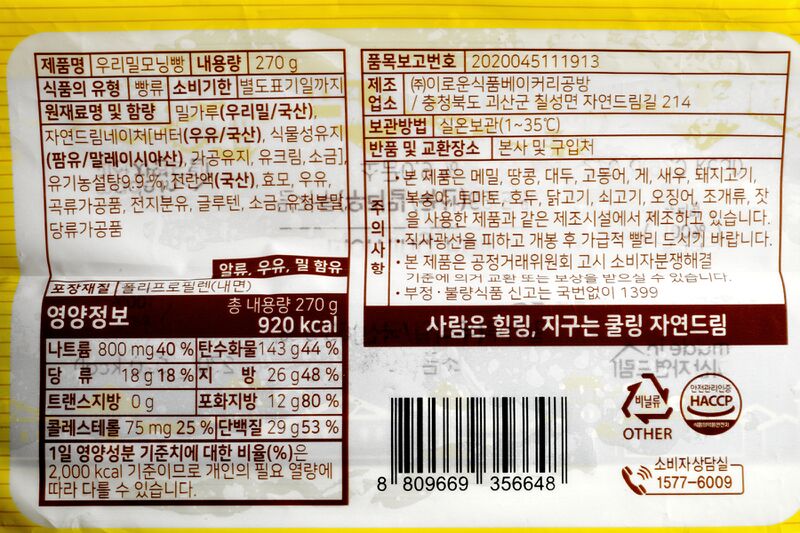 제품명 우리밀모닝빵 내용량 270 g
식품의 유형 빵류 소비기한 별도표기일까지
원재료명 및 함량 밀가루(우리밀/국산),
자연드림네이처[버터(우유/국산), 식물성유지
(팜유/말레이시아산), 가공유지, 유크림, 소금],
유기농설탕9.99%, 전란액(국산), 효모, 우유,
곡류가공품, 전지분유, 글루텐, 소금, 유청분말,
당류가공품
알류, 우유, 밀 함유
포장재질 / 폴리프로필렌(내면)
영양정보 총 내용량 270 g
920 kcal
나트륨 800 mg 40 % 탄수화물 143 g 44 %
당 류 18 g 18 % 지 방 26 g 48 %
트랜스지방 0 g 포화지방 12 g 80 %
콜레스테롤 75 mg 25 % 단백질 29 g 53 %
1일 영양성분 기준치에 대한 비율(%)은
2,000 kcal 기준이므로 개인의 필요 열량에
따라 다를 수 있습니다.
품목보고번호 2020045111913
제조업소 ㈜이로운식품베이커리공방
/ 충청북도 괴산군 칠성면 자연드림길 214
보관방법 실온보관(1~35℃)
반품 및 교환장소 본사 및 구입처
주의사항
• 본 제품은 메밀, 땅콩, 대두, 고등어, 게, 새우, 돼지고기,
복숭아, 토마토, 호두, 닭고기, 쇠고기, 오징어, 조개류, 잣
을 사용한 제품과 같은 제조시설에서 제조하고 있습니다.
• 직사광선을 피하고 개봉 후 가급적 빨리 드시기 바랍니다.
• 본 제품은 공정거래위원회 고시 소비자분쟁해결
기준에 의거 교환 또는 보상을 받으실 수 있습니다.
• 부정·불량식품 신고는 국번없이 1399
사람은 힐링, 지구는 쿨링 자연드림
비닐류
OTHER
안전관리인증
HACCP
식품의약품안전처
소비자상담실
1577-6009
8 809669 356648